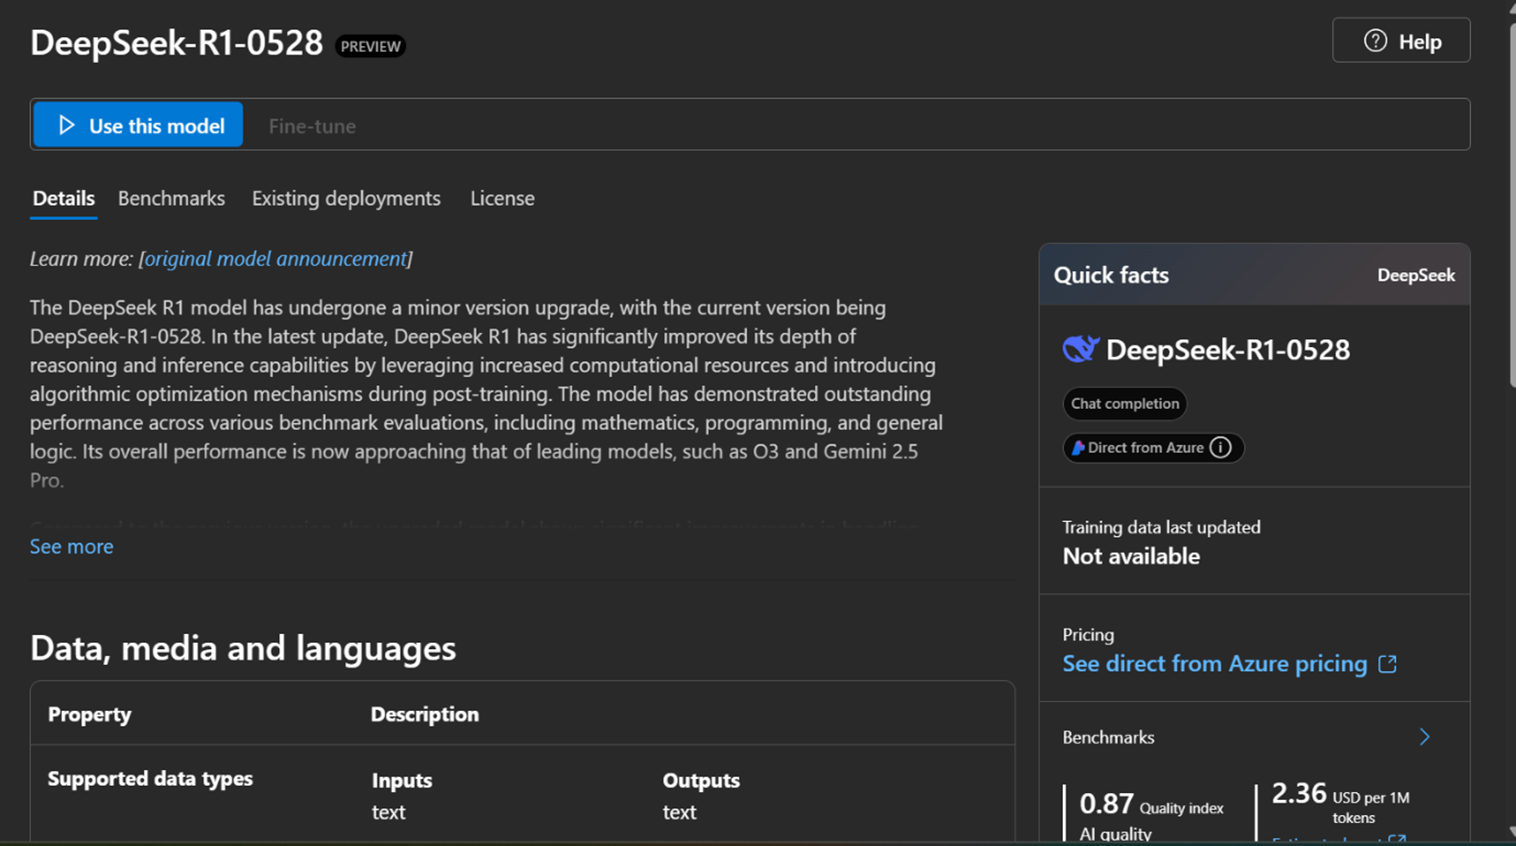 DeepSeek-R1-0528 PREVIEW
Help
Use this model Fine-tune
Details Benchmarks Existing deployments License
Learn more: [original model announcement]
The DeepSeek R1 model has undergone a minor version upgrade, with the current version being
DeepSeek-R1-0528. In the latest update, DeepSeek R1 has significantly improved its depth of
reasoning and inference capabilities by leveraging increased computational resources and introducing
algorithmic optimization mechanisms during post-training. The model has demonstrated outstanding
performance across various benchmark evaluations, including mathematics, programming, and general
logic. Its overall performance is now approaching that of leading models, such as O3 and Gemini 2.5
Pro.
See more
Data, media and languages
Property Description
Supported data types Inputs Outputs
text text
Quick facts DeepSeek
DeepSeek-R1-0528
Chat completion
Direct from Azure
Training data last updated
Not available
Pricing
See direct from Azure pricing
Benchmarks
0.87 Quality index
AI quality
2.36 USD per 1M
tokens